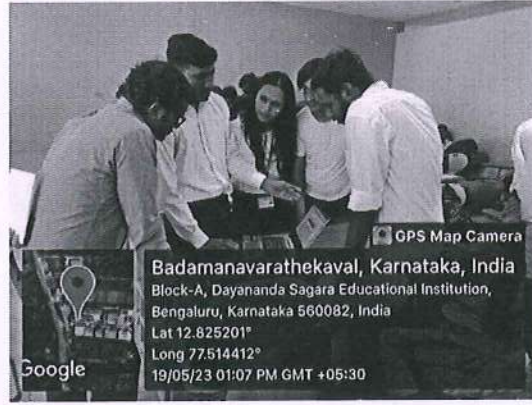 GPS Map Camera
Badamanavarathekaval, Karnataka, India
Block-A, Dayananda Sagara Educational Institution,
Bengaluru, Karnataka 560082, India
Lat 12.825201°
Long 77.514412°
19/05/23 01:07 PM GMT +05:30
Google